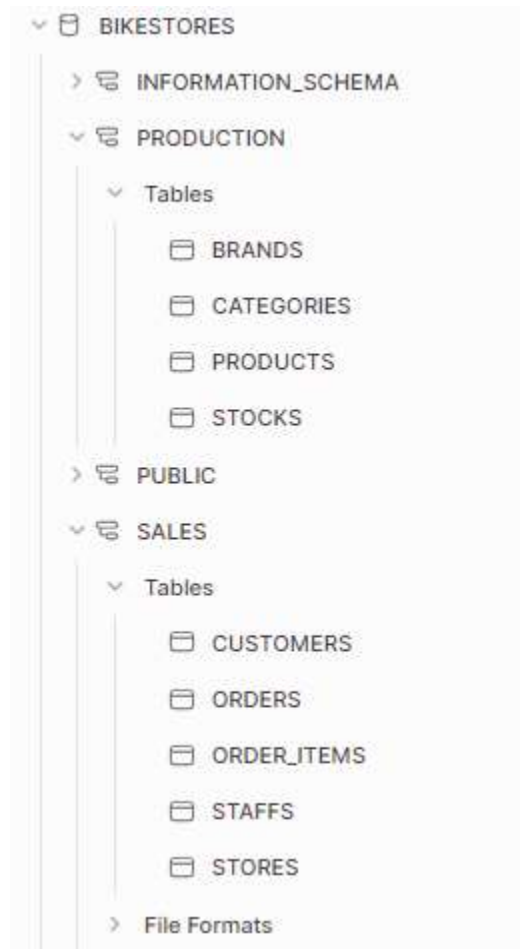 BIKESTORES
INFORMATION_SCHEMA
PRODUCTION
Tables
BRANDS
CATEGORIES
PRODUCTS
STOCKS
PUBLIC
SALES
Tables
CUSTOMERS
ORDERS
ORDER_ITEMS
STAFFS
STORES
File Formats